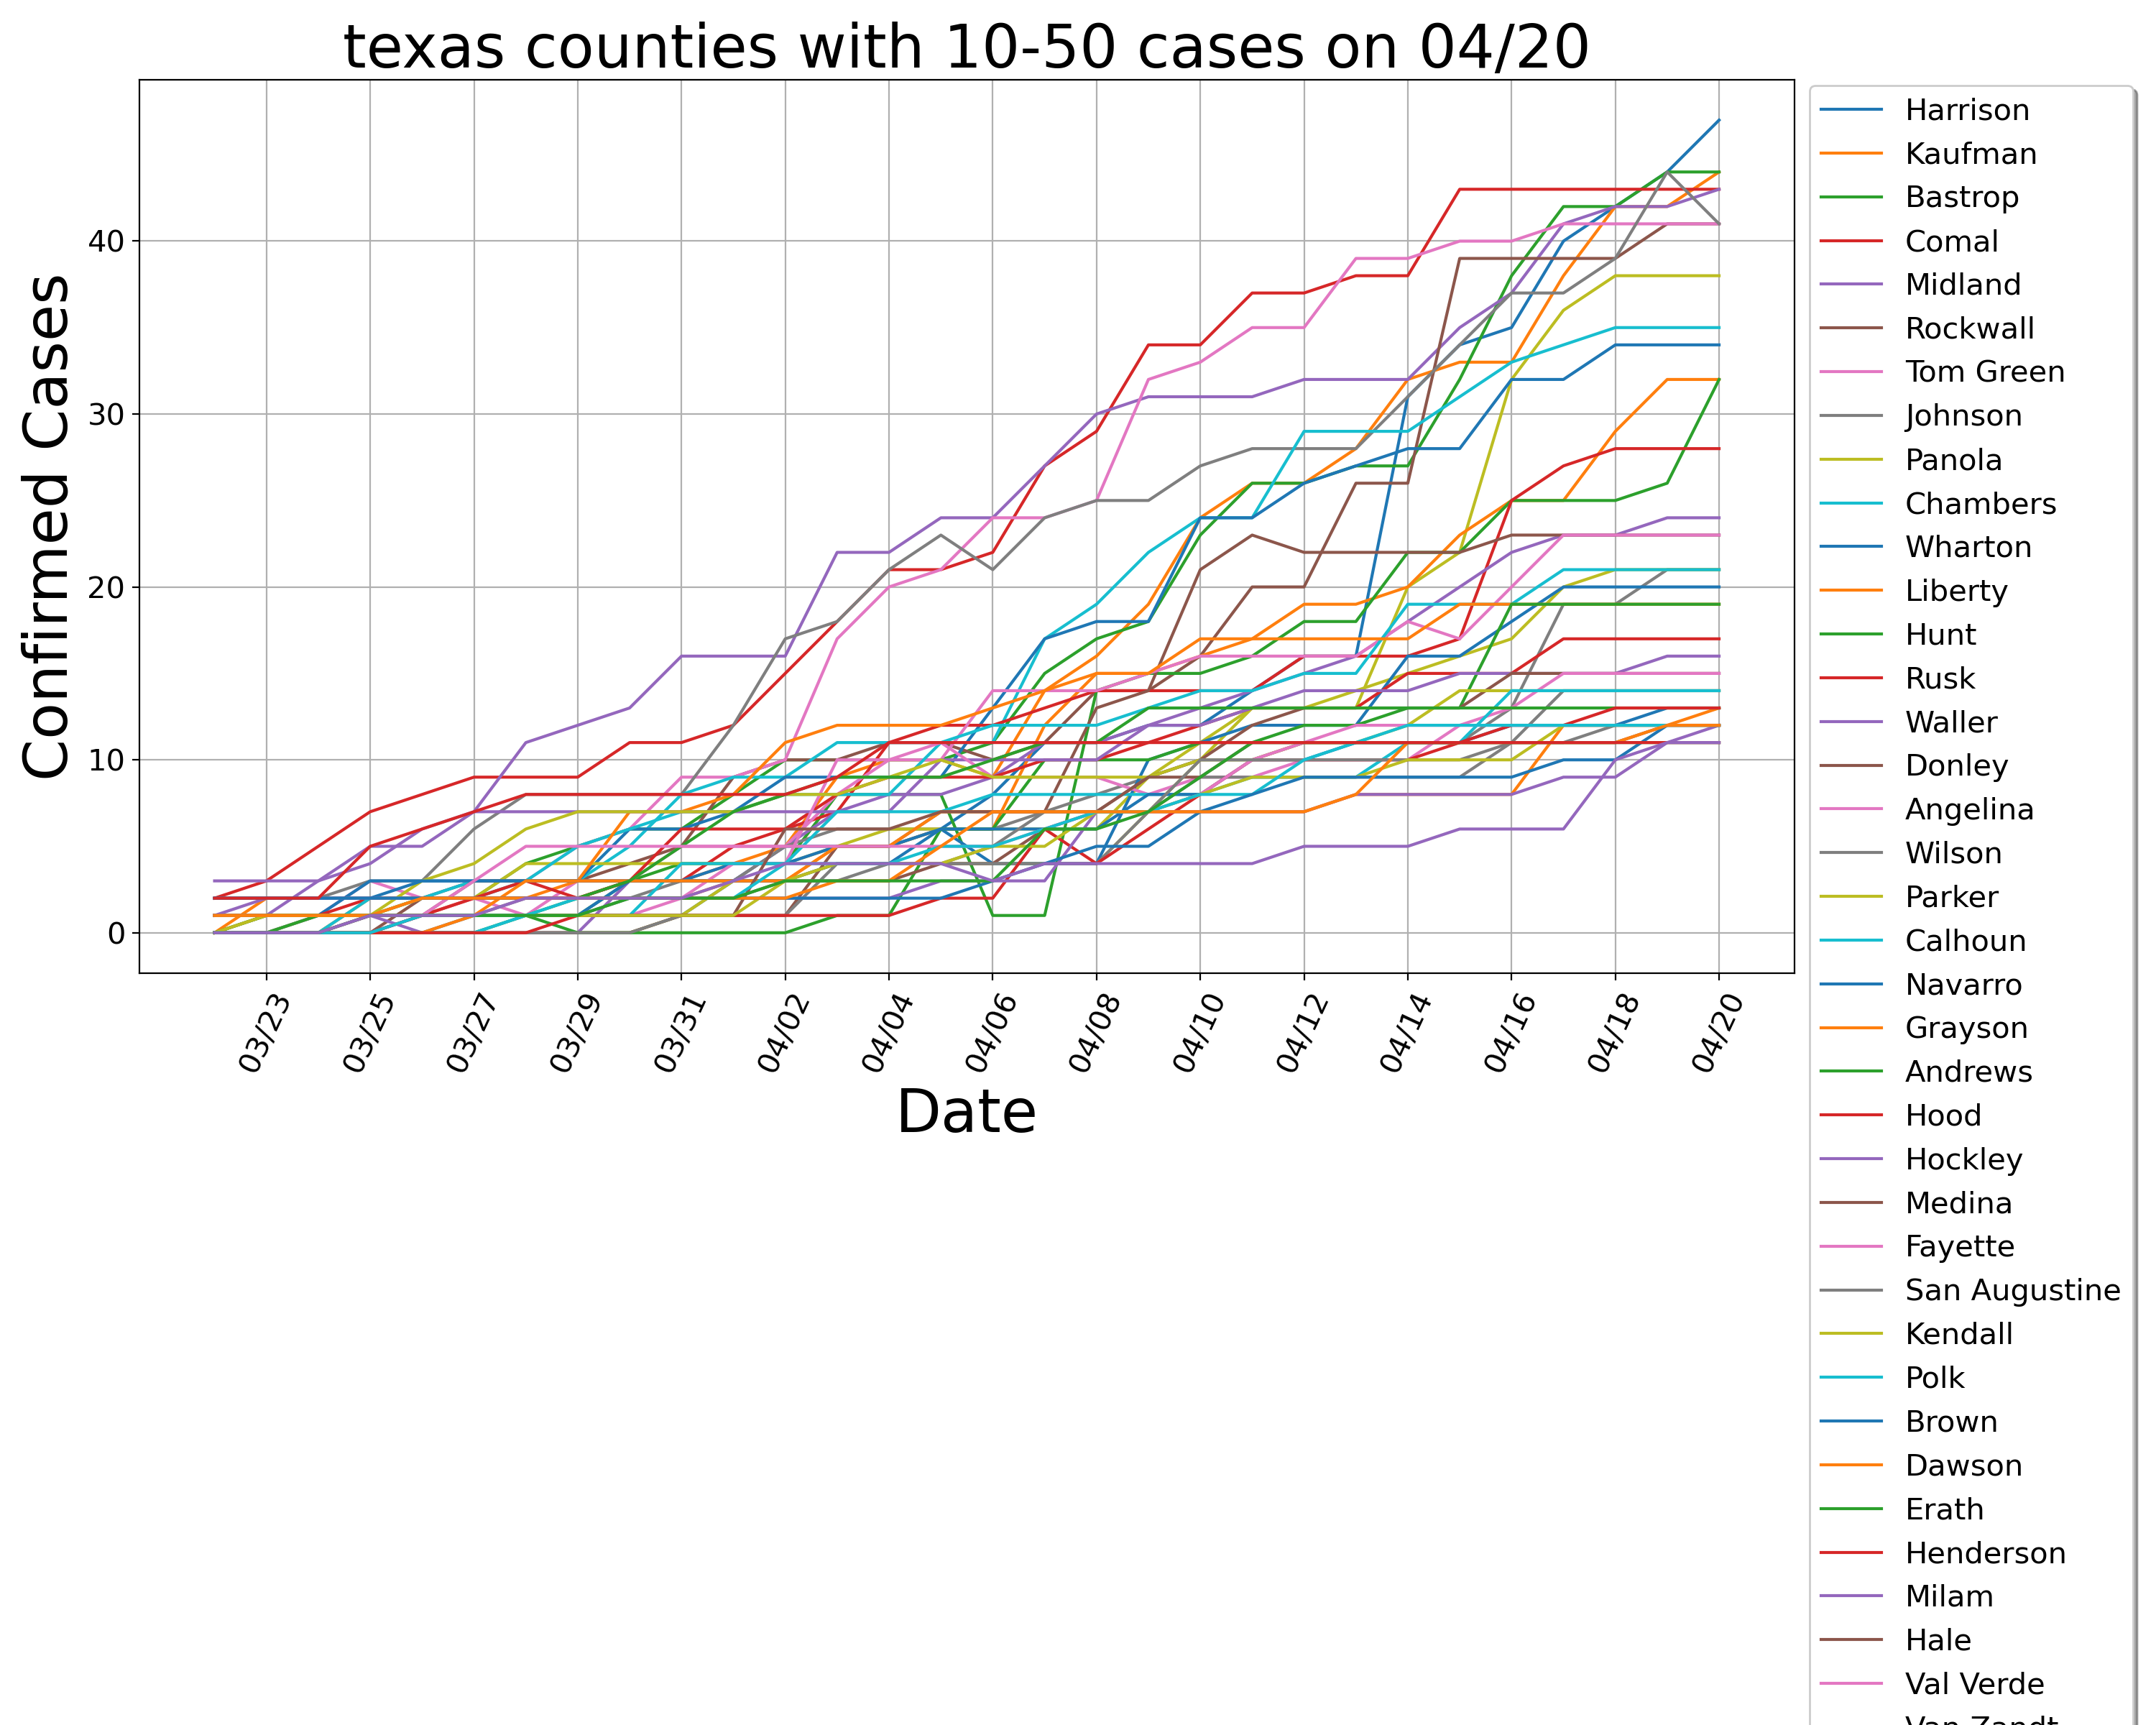 texas counties with 10-50 cases on 04/20
Confirmed Cases
40
30
20
10
0
03/23
03/25
03/27
03/29
03/31
04/02
04/04
04/06
04/08
04/10
04/12
04/14
04/16
04/18
04/20
Date
Harrison
Kaufman
Bastrop
Comal
Midland
Rockwall
Tom Green
Johnson
Panola
Chambers
Wharton
Liberty
Hunt
Rusk
Waller
Donley
Angelina
Wilson
Parker
Calhoun
Navarro
Grayson
Andrews
Hood
Hockley
Medina
Fayette
San Augustine
Kendall
Polk
Brown
Dawson
Erath
Henderson
Milam
Hale
Val Verde
Van Zandt